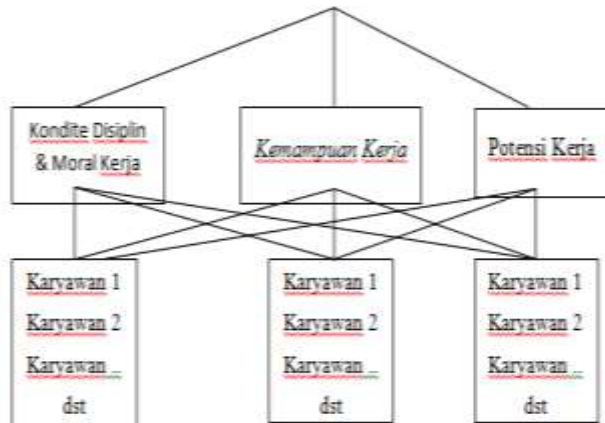 Kondite Disiplin
& Moral Kerja
Kemampuan Kerja
Potensi Kerja
Karyawan 1
Karyawan 2
Karyawan ...
dst
Karyawan 1
Karyawan 2
Karyawan ...
dst
Karyawan 1
Karyawan 2
Karyawan ...
dst